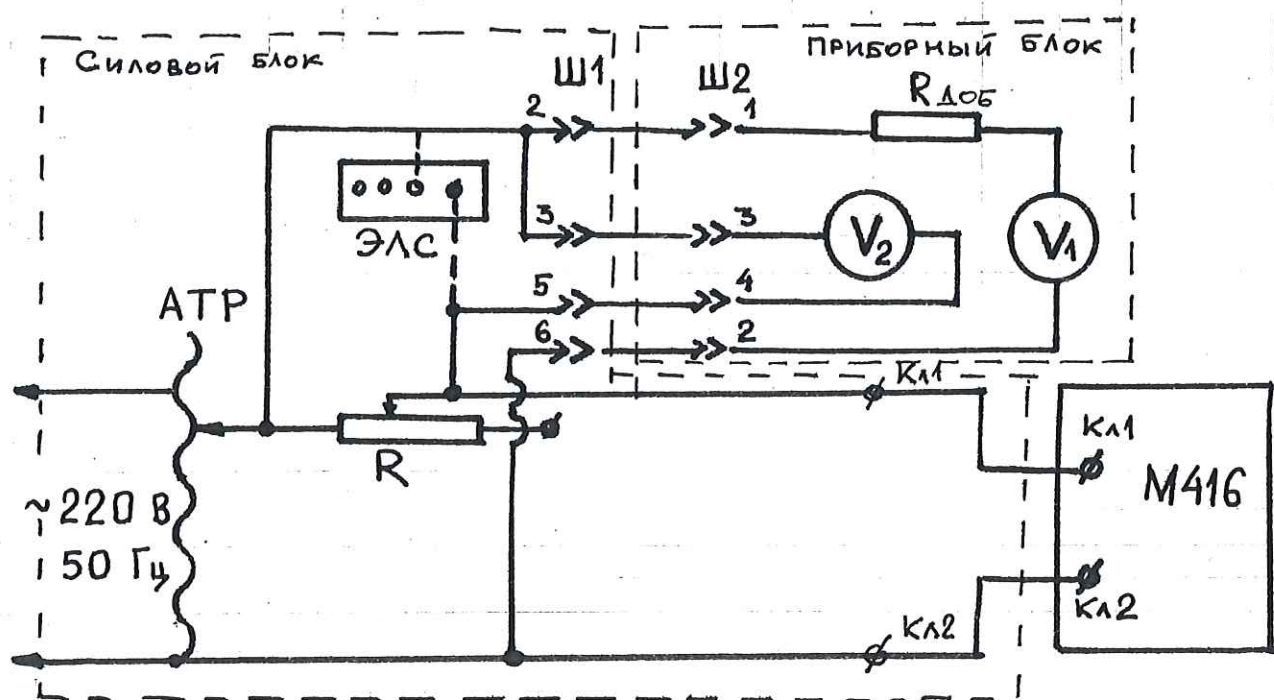 Силовой блок
Приборный блок
Ш1
Ш2
RДОБ
2
1
3
3
V2
V1
ЭЛС
5
4
6
2
АТР
Кл1
Кл1
R
М416
~220 В
50 Гц
Кл2
Кл2